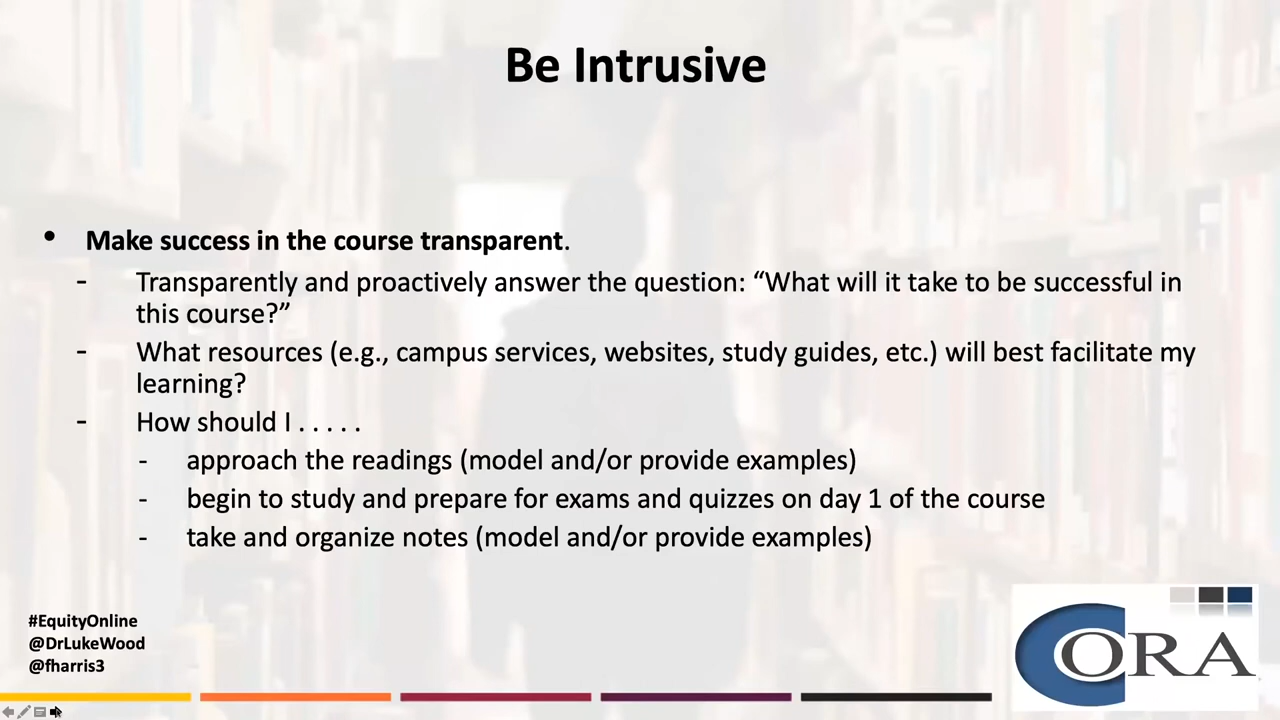 Be Intrusive
• Make success in the course transparent.
- Transparently and proactively answer the question: “What will it take to be successful in
this course?”
- What resources (e.g., campus services, websites, study guides, etc.) will best facilitate my
learning?
- How should I . . . . .
- approach the readings (model and/or provide examples)
- begin to study and prepare for exams and quizzes on day 1 of the course
- take and organize notes (model and/or provide examples)
#EquityOnline
@DrLukeWood
@fharris3
CORA